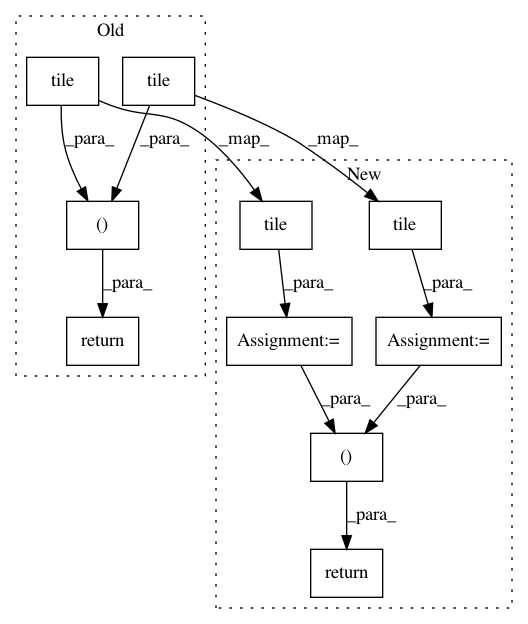 Old
tile
tile
_para_
_para_
_map_
_map_
New
()
tile
tile
_para_
_para_
_para_
return
Assignment:=
Assignment:=
_para_
_para_
()
_para_
return